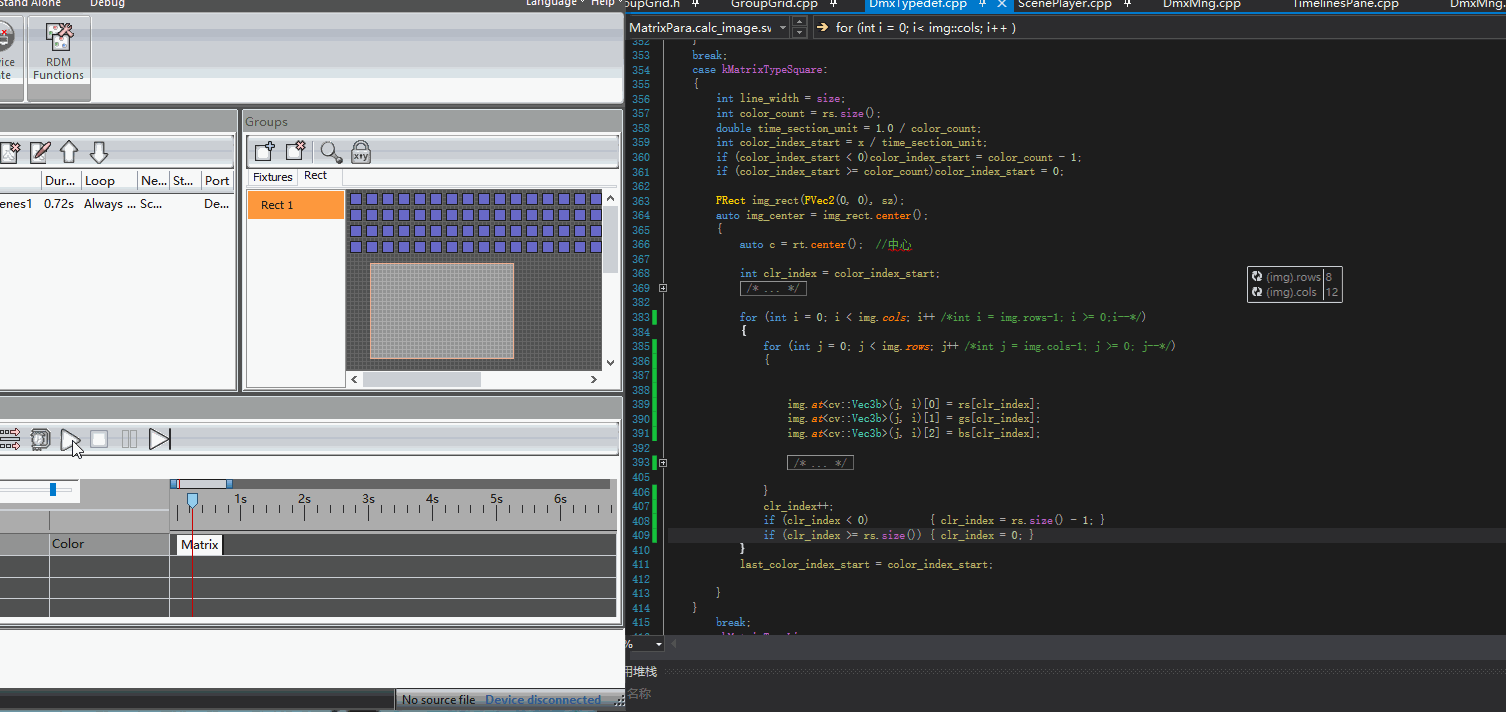 Stand Alone Debug Language Help
RDM
Functions
Groups
Fixtures Rect
Rect 1
Dur... Loop Ne... St... Port
enes1 0.72s Always ... Sc... De...
1s 2s 3s 4s 5s 6s
Color Matrix
No source file Device disconnected
GroupGrid.cpp DmxTypedef.cpp ScenePlayer.cpp DmxMng.cpp TimelinesPane.cpp DmxMng.
MatrixPara.calc_image.sv for (int i = 0; i< img::cols; i++ )
352 }
353 break;
354 case kMatrixTypeSquare:
355 {
356 int line_width = size;
357 int color_count = rs.size();
358 double time_section_unit = 1.0 / color_count;
359 int color_index_start = x / time_section_unit;
360 if (color_index_start < 0)color_index_start = color_count - 1;
361 if (color_index_start >= color_count)color_index_start = 0;
362
363 PRect img_rect(PVec2(0, 0), sz);
364 auto img_center = img_rect.center();
365 {
366 auto c = rt.center(); //中心
367
368 int clr_index = color_index_start;
369 /* ... */
382
383 for (int i = 0; i < img.cols; i++ /*int i = img.rows-1; i >= 0;i--*/)
384 {
385 for (int j = 0; j < img.rows; j++ /*int j = img.cols-1; j >= 0; j--*/)
386 {
387
388
389 img.at<cv::Vec3b>(j, i)[0] = rs[clr_index];
390 img.at<cv::Vec3b>(j, i)[1] = gs[clr_index];
391 img.at<cv::Vec3b>(j, i)[2] = bs[clr_index];
392
393 /* ... */
405
406 }
407 clr_index++;
408 if (clr_index < 0) { clr_index = rs.size() - 1; }
409 if (clr_index >= rs.size()) { clr_index = 0; }
410 }
411 last_color_index_start = color_index_start;
412
413 }
414 }
415 break;
(img).rows 8
(img).cols 12
%
用堆栈
名称